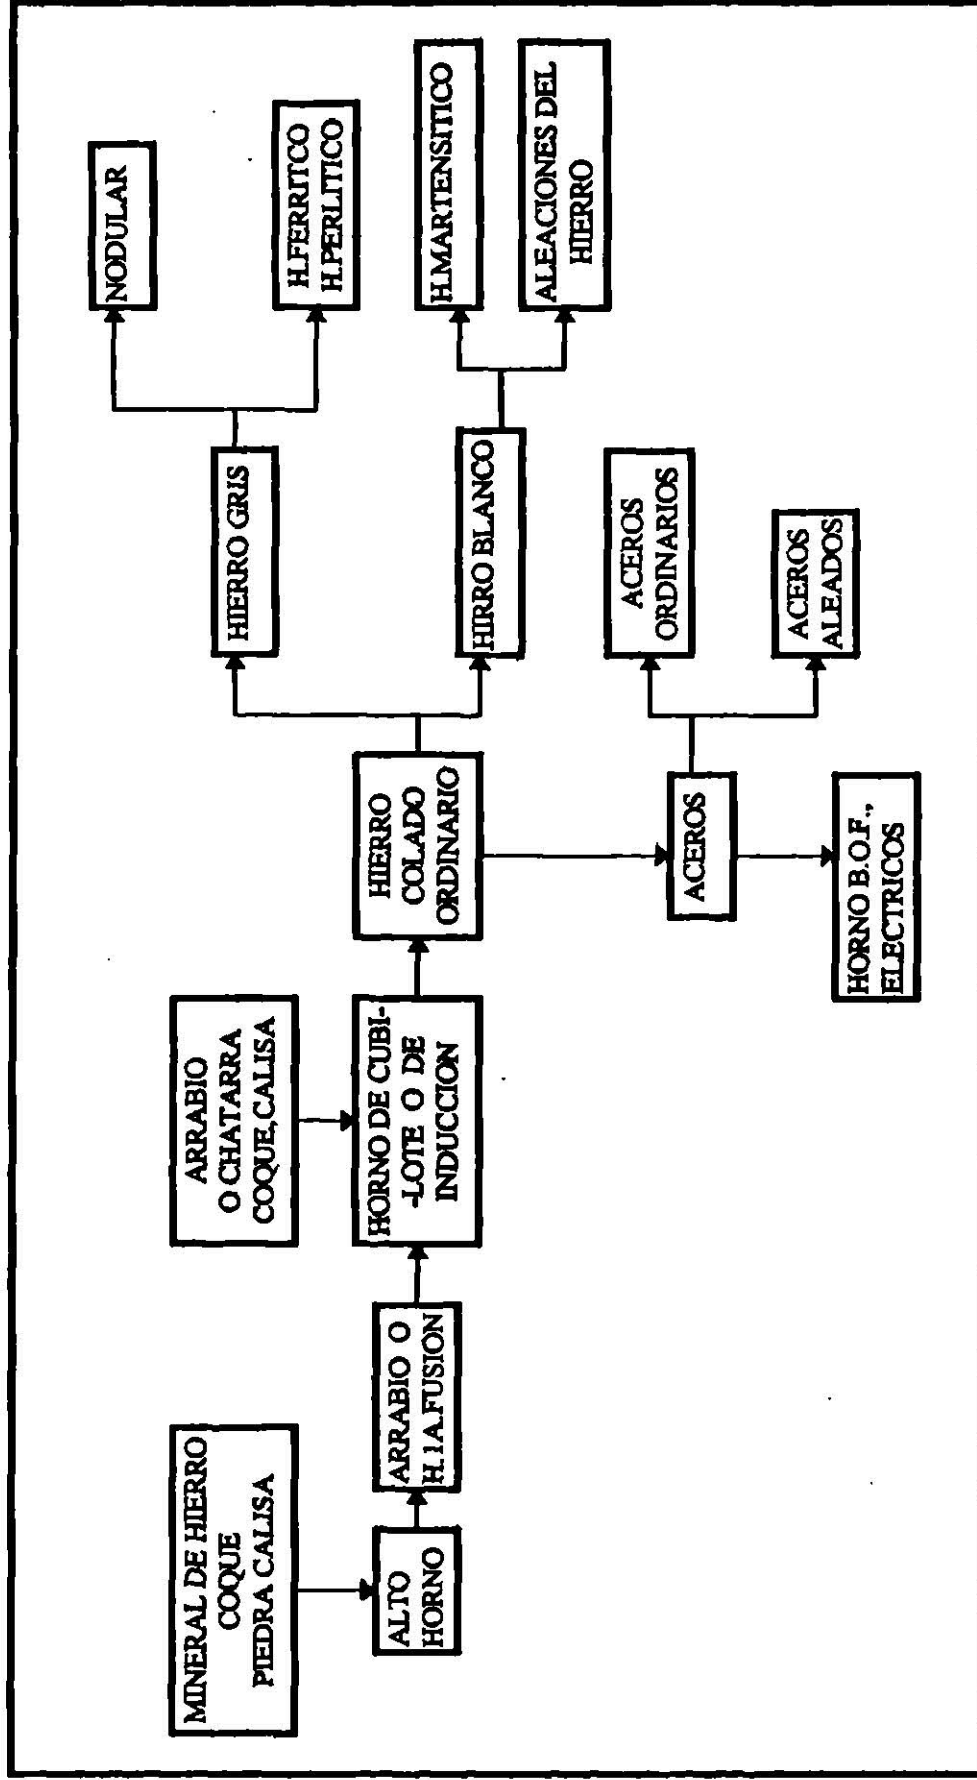 MINERAL DE HIERRO
COQUE
PIEDRA CALISA
ALTO
HORNO
ARRABIO O
H.1A.FUSION
ARRABIO
O CHATARRA
COQUE,CALISA
HORNO DE CUBI-
-LOTE O DE
INDUCCION
HIERRO
COLADO
ORDINARIO
HIERRO GRIS
NODULAR
H.FERRITCO
H.PERLITICO
HIRRO BLANCO
H.MARTENSITICO
ALEACIONES DEL
HIERRO
ACEROS
ACEROS
ORDINARIOS
ACEROS
ALEADOS
HORNO B.O.F.,
ELECTRICOS